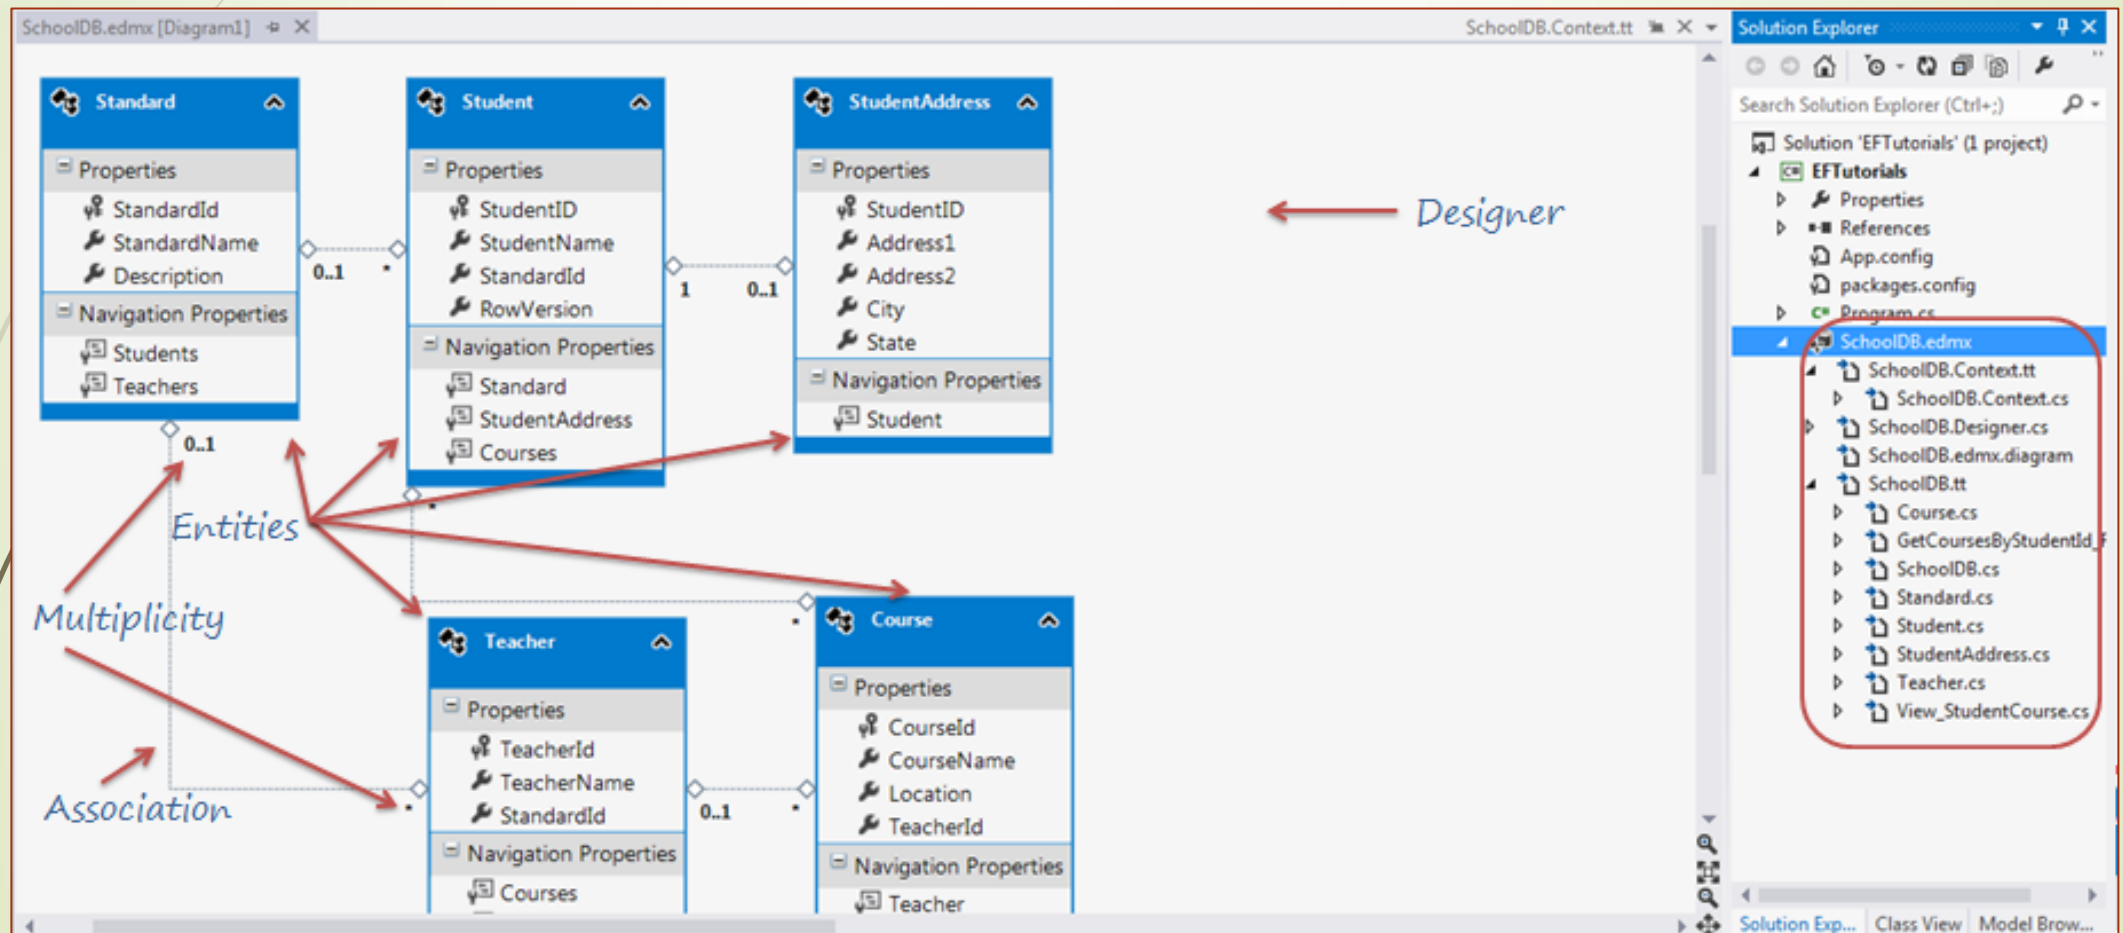 SchoolDB.edmx [Diagram1]
SchoolDB.Context.tt
Standard
Properties
StandardId
StandardName
Description
Navigation Properties
Students
Teachers
0..1
*
Student
Properties
StudentID
StudentName
StandardId
RowVersion
Navigation Properties
Standard
StudentAddress
Courses
1
0..1
StudentAddress
Properties
StudentID
Address1
Address2
City
State
Navigation Properties
Student
Designer
0..1
*
Entities
Multiplicity
Association
*
Teacher
Properties
TeacherId
TeacherName
StandardId
Navigation Properties
Courses
0..1
*
*
Course
Properties
CourseId
CourseName
Location
TeacherId
Navigation Properties
Teacher
Solution Explorer
Search Solution Explorer (Ctrl+;)
Solution 'EFTutorials' (1 project)
C# EFTutorials
Properties
References
App.config
packages.config
C# Program.cs
SchoolDB.edmx
SchoolDB.Context.tt
SchoolDB.Context.cs
SchoolDB.Designer.cs
SchoolDB.edmx.diagram
SchoolDB.tt
Course.cs
GetCoursesByStudentId_
SchoolDB.cs
Standard.cs
Student.cs
StudentAddress.cs
Teacher.cs
View_StudentCourse.cs
Solution Exp... Class View Model Brow...